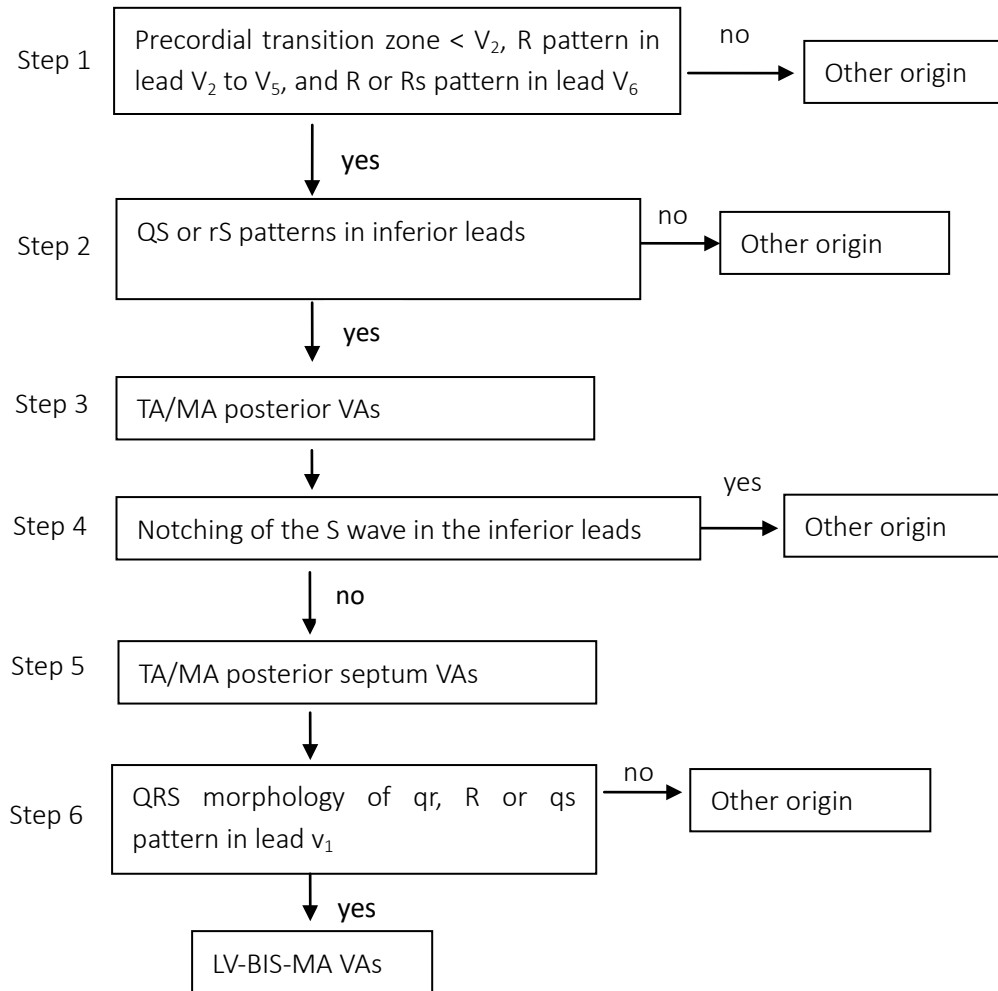 Step 1
Precordial transition zone < V₂, R pattern in
lead V₂ to V₅, and R or Rs pattern in lead V₆
no
Other origin
yes
Step 2
QS or rS patterns in inferior leads
no
Other origin
yes
Step 3
TA/MA posterior VAs
Step 4
Notching of the S wave in the inferior leads
yes
Other origin
no
Step 5
TA/MA posterior septum VAs
Step 6
QRS morphology of qr, R or qs
pattern in lead v₁
no
Other origin
yes
LV-BIS-MA VAs